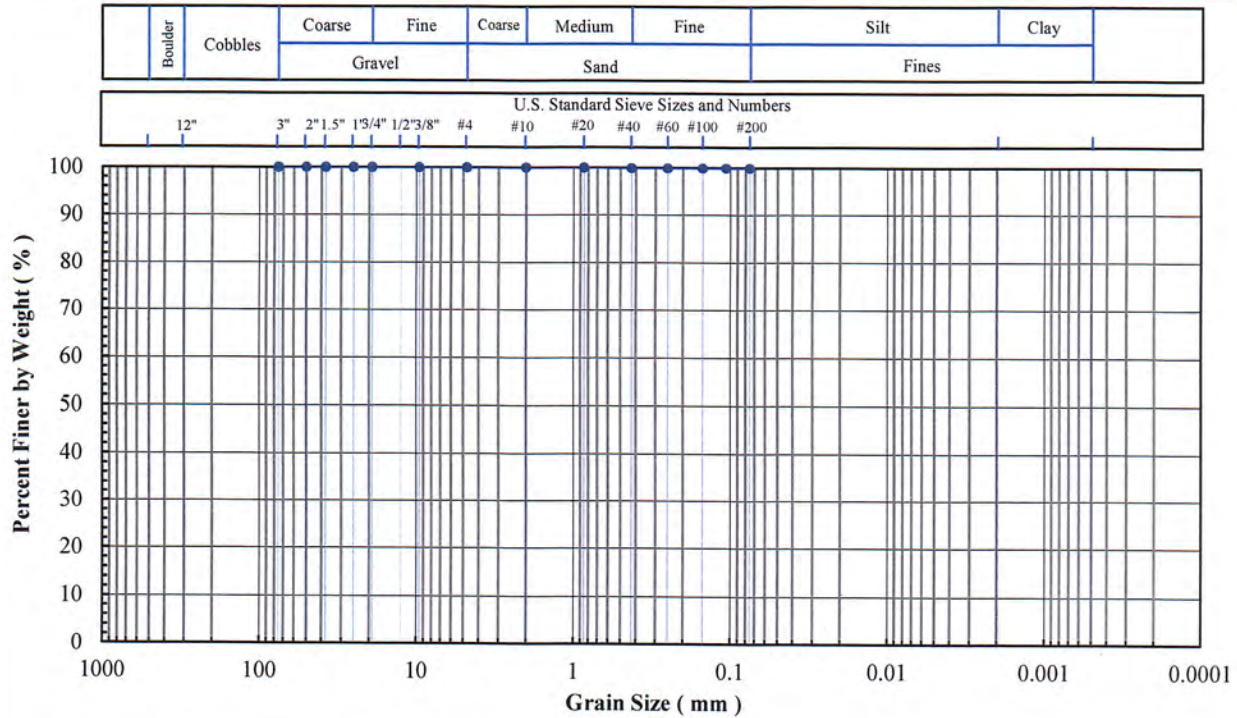 Boulder
Cobbles
Coarse Fine Coarse Medium Fine Silt Clay
Gravel Sand Fines
U.S. Standard Sieve Sizes and Numbers
12" 3" 2" 1.5" 1" 3/4" 1/2" 3/8" #4 #10 #20 #40 #60 #100 #200
Percent Finer by Weight ( % )
100
90
80
70
60
50
40
30
20
10
0
1000 100 10 1 0.1 0.01 0.001 0.0001
Grain Size ( mm )